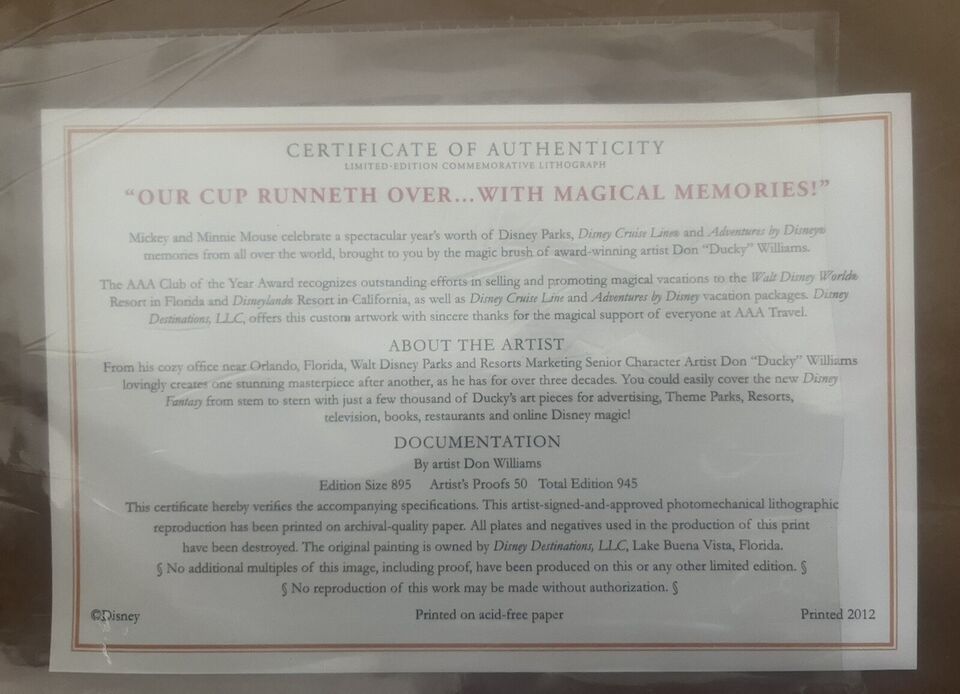 CERTIFICATE OF AUTHENTICITY
LIMITED-EDITION COMMEMORATIVE LITHOGRAPH
“OUR CUP RUNNETH OVER...WITH MAGICAL MEMORIES!”
Mickey and Minnie Mouse celebrate a spectacular year’s worth of Disney Parks, Disney Cruise Line® and Adventures by Disney®
memories from all over the world, brought to you by the magic brush of award-winning artist Don “Ducky” Williams.
The AAA Club of the Year Award recognizes outstanding efforts in selling and promoting magical vacations to the Walt Disney World®
Resort in Florida and Disneyland® Resort in California, as well as Disney Cruise Line and Adventures by Disney vacation packages. Disney
Destinations, LLC, offers this custom artwork with sincere thanks for the magical support of everyone at AAA Travel.
ABOUT THE ARTIST
From his cozy office near Orlando, Florida, Walt Disney Parks and Resorts Marketing Senior Character Artist Don “Ducky” Williams
lovingly creates one stunning masterpiece after another, as he has for over three decades. You could easily cover the new Disney
Fantasy from stem to stern with just a few thousand of Ducky’s art pieces for advertising, Theme Parks, Resorts,
television, books, restaurants and online Disney magic!
DOCUMENTATION
By artist Don Williams
Edition Size 895 Artist’s Proofs 50 Total Edition 945
This certificate hereby verifies the accompanying specifications. This artist-signed-and-approved photomechanical lithographic
reproduction has been printed on archival-quality paper. All plates and negatives used in the production of this print
have been destroyed. The original painting is owned by Disney Destinations, LLC, Lake Buena Vista, Florida.
§ No additional multiples of this image, including proof, have been produced on this or any other limited edition. §
§ No reproduction of this work may be made without authorization. §
©Disney Printed on acid-free paper Printed 2012